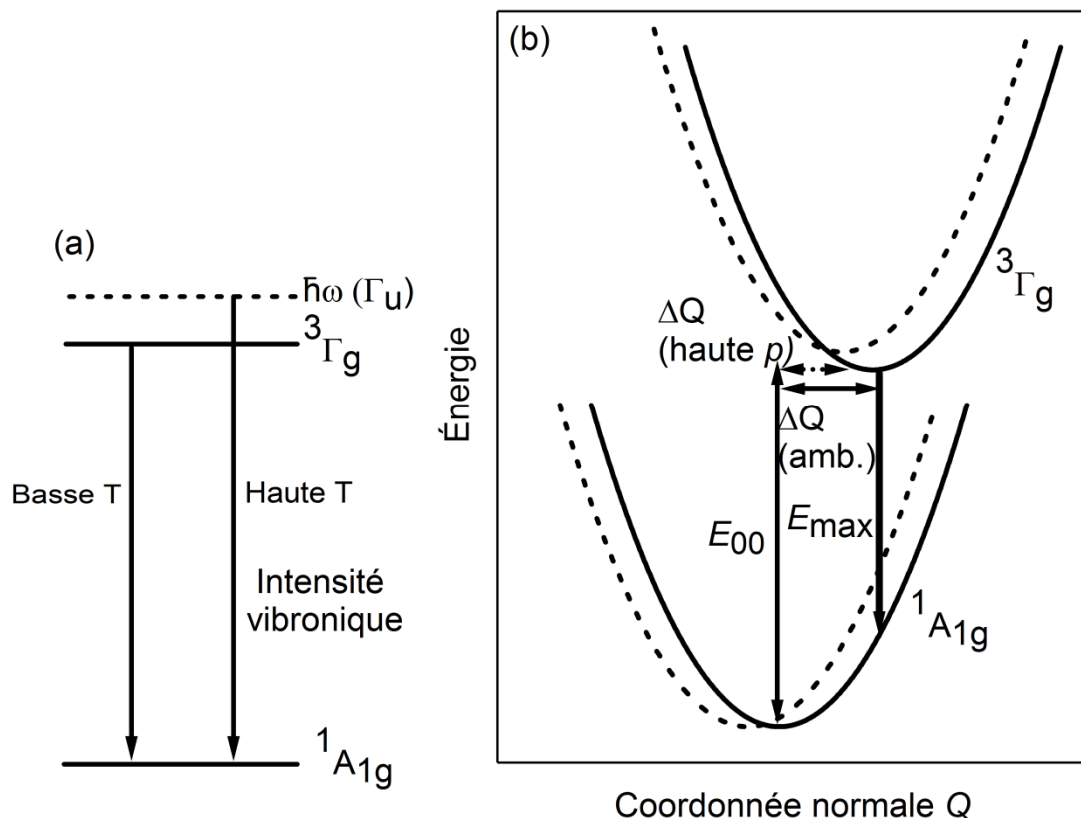 (a)
ħω (Γu)
3Γg
Basse T
Haute T
Intensité
vibronique
1A1g
Énergie
(b)
3Γg
ΔQ
(haute p)
ΔQ
(amb.)
E00
Emax
1A1g
Coordonnée normale Q